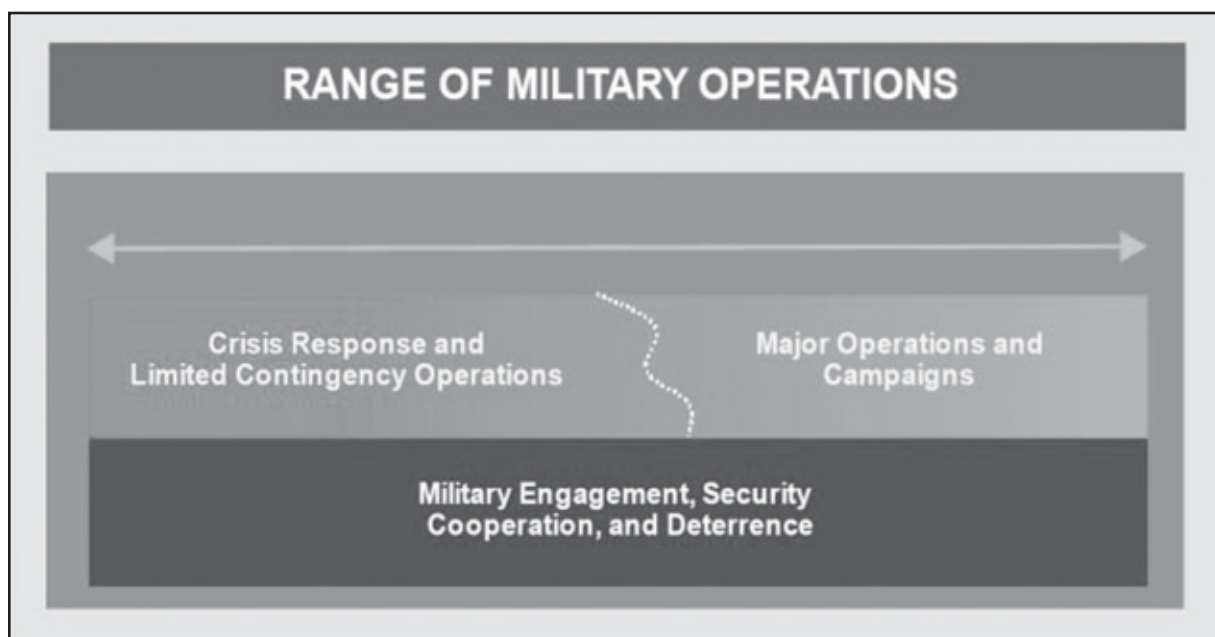 RANGE OF MILITARY OPERATIONS
Crisis Response and
Limited Contingency Operations
Major Operations and
Campaigns
Military Engagement, Security
Cooperation, and Deterrence